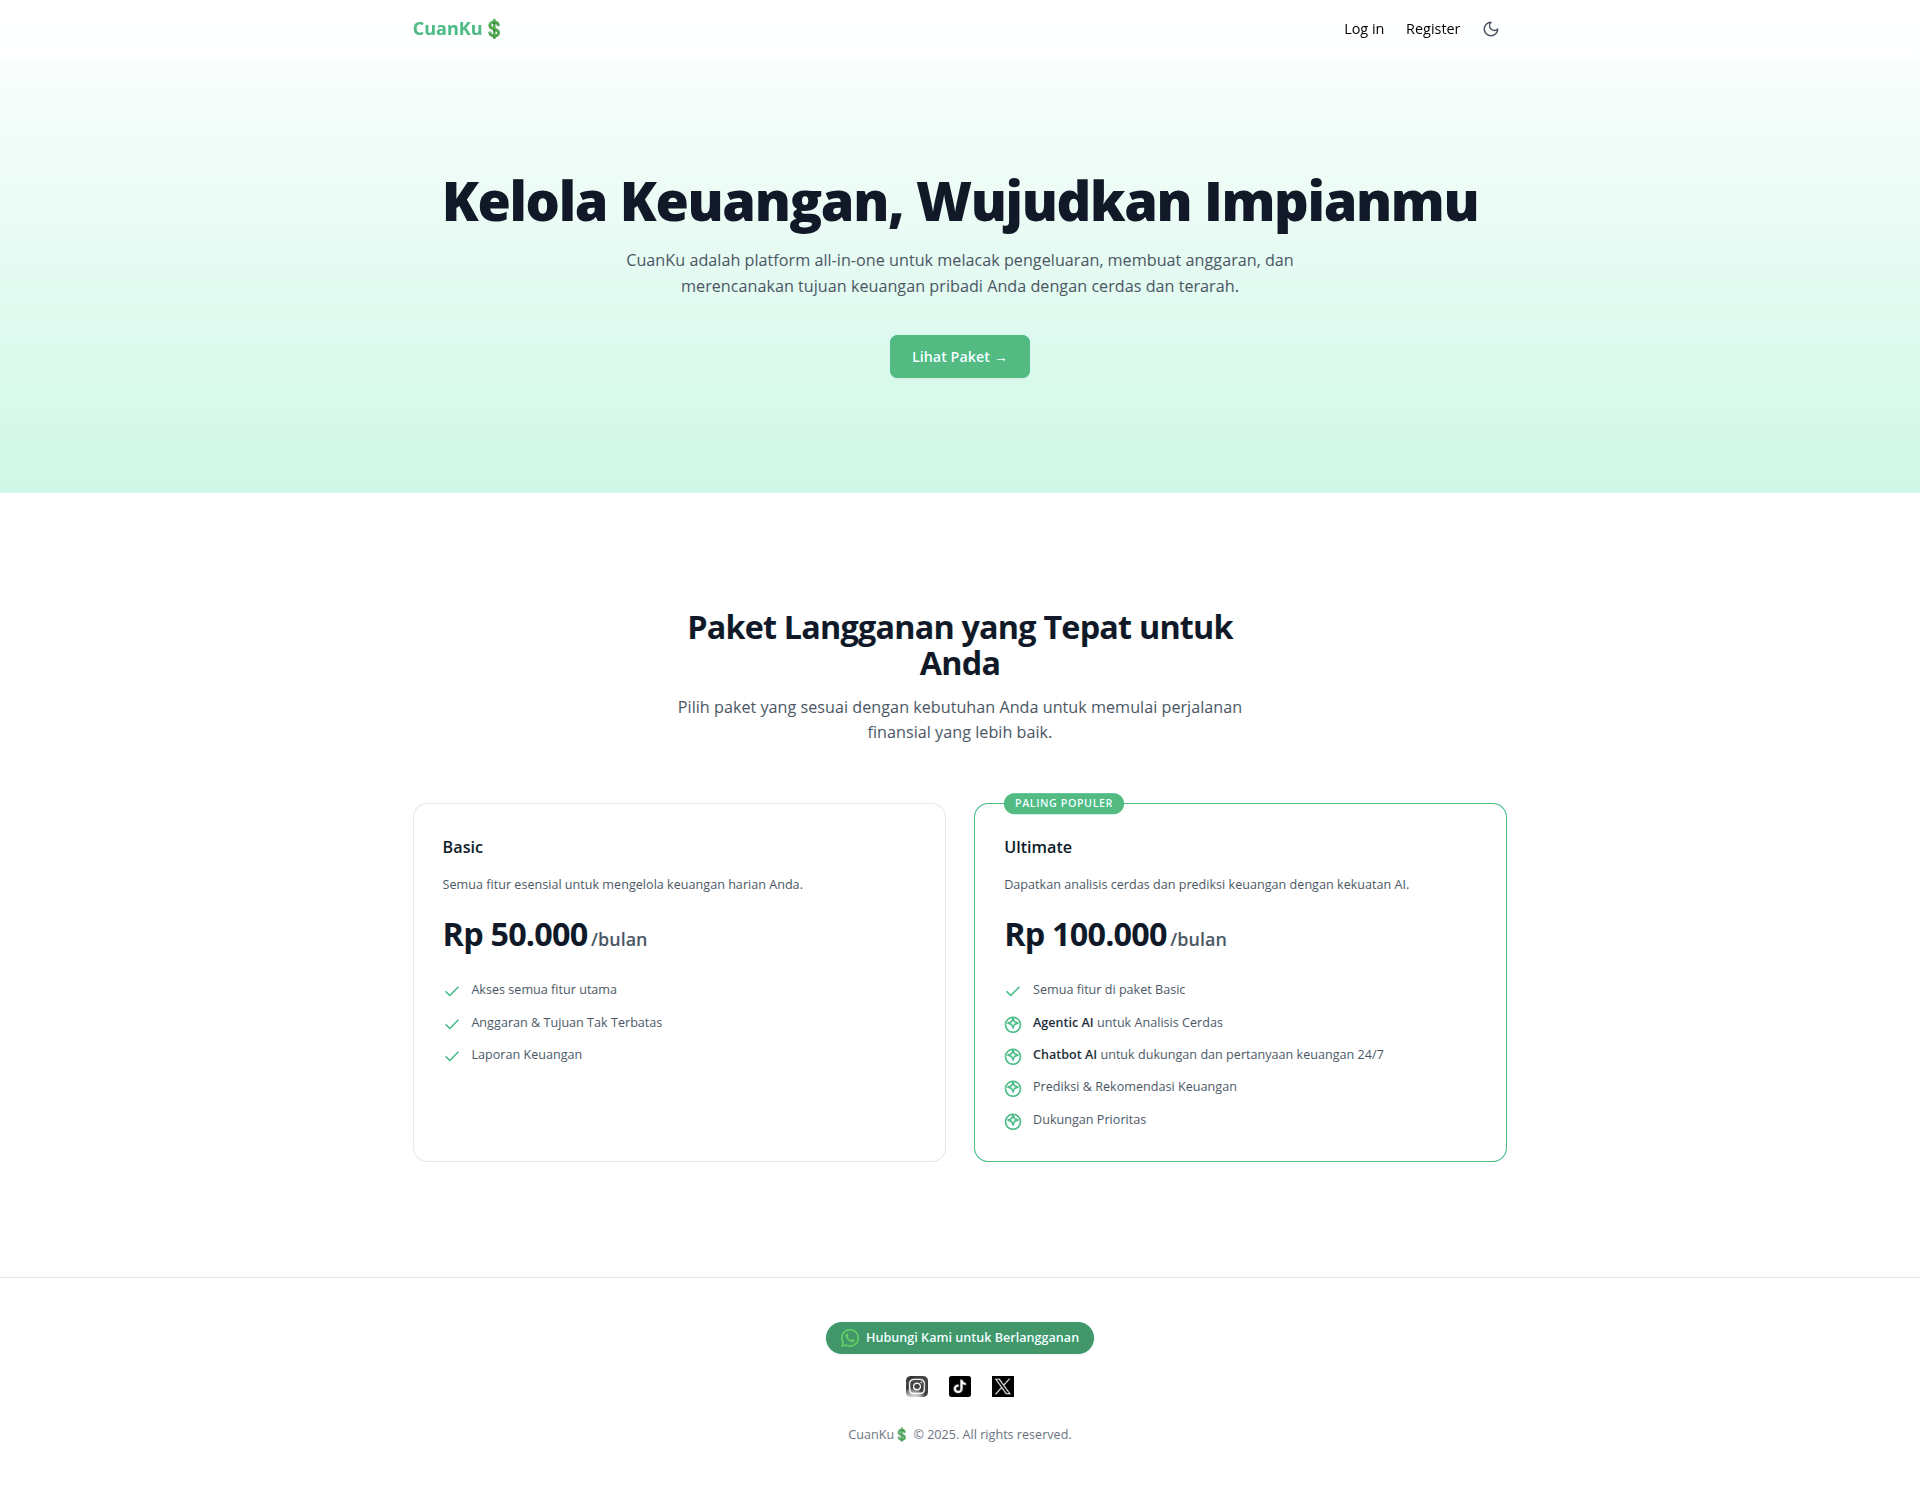 CuanKu💲
Log in
Register
Kelola Keuangan, Wujudkan Impianmu
CuanKu adalah platform all-in-one untuk melacak pengeluaran, membuat anggaran, dan
merencanakan tujuan keuangan pribadi Anda dengan cerdas dan terarah.
Lihat Paket →
Paket Langganan yang Tepat untuk
Anda
Pilih paket yang sesuai dengan kebutuhan Anda untuk memulai perjalanan
finansial yang lebih baik.
Basic
Semua fitur esensial untuk mengelola keuangan harian Anda.
Rp 50.000 /bulan
Akses semua fitur utama
Anggaran & Tujuan Tak Terbatas
Laporan Keuangan
PALING POPULER
Ultimate
Dapatkan analisis cerdas dan prediksi keuangan dengan kekuatan AI.
Rp 100.000 /bulan
Semua fitur di paket Basic
Agentic AI untuk Analisis Cerdas
Chatbot AI untuk dukungan dan pertanyaan keuangan 24/7
Prediksi & Rekomendasi Keuangan
Dukungan Prioritas
Hubungi Kami untuk Berlangganan
CuanKu💲 © 2025. All rights reserved.